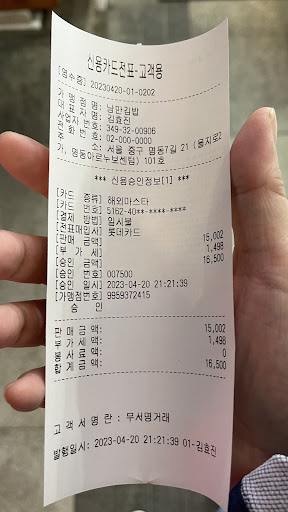 신용카드전표-고객용
[영수증] 20230420-01-0202
가 맹 점 명: 남만김밥
대 표 자 명: 김효진
사업자 번호: 349-32-00906
전 화 번 호: 02-000-0000
주 소: 서울 중구 명동7길 21 (을지로2
가, 명동아르누보센텀) 101호
*** 신용승인정보[1] ***
[카드 종류] 해외마스타
[카드 번호] 5162-40**-****-****
[결제 방법] 일시불
[전표매입사] 롯데카드
[판매 금액] 15,002
[부 가 세] 1,498
[승인 금액] 16,500
[승인 번호] 007500
[승인 일시] 2023-04-20 21:21:39
[가맹점번호] 9959372415
승 인
판 매 금 액: 15,002
부 가 세 액: 1,498
봉 사 료 액: 0
합 계 금 액: 16,500
고 객 서 명 란 : 무서명거래
발행일시: 2023-04-20 21:21:39 01-김효진